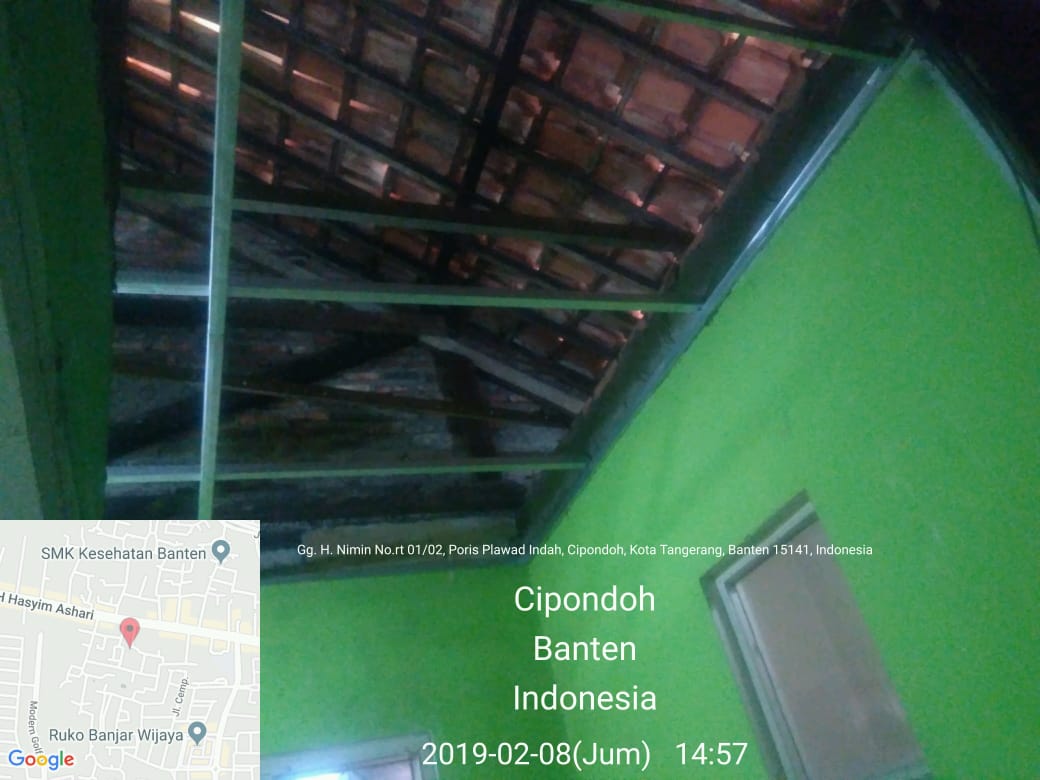 Gg. H. Nimin No.rt 01/02, Poris Plawad Indah, Cipondoh, Kota Tangerang, Banten 15141, Indonesia
SMK Kesehatan Banten
Cipondoh
H Hasyim Ashari
Banten
Indonesia
Jl. Cemp.
Modern Golf
Ruko Banjar Wijaya
2019-02-08(Jum) 14:57
Google